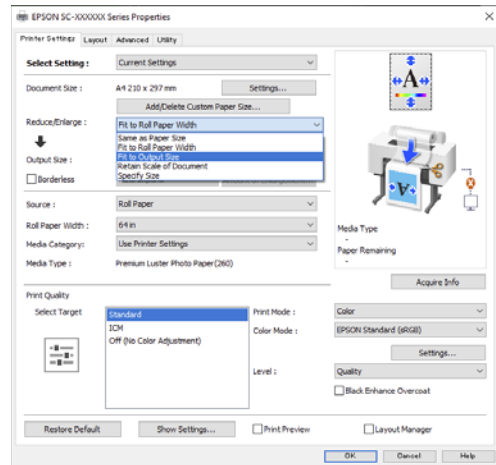 EPSON SC-XXXXXX Series Properties
Printer Settings Layout Advanced Utility
Select Setting : Current Settings
Document Size : A4 210 x 297 mm Settings...
Add/Delete Custom Paper Size...
Reduce/Enlarge : Fit to Roll Paper Width
Same as Paper Size
Fit to Roll Paper Width
Fit to Output Size
Retain Scale of Document
Specify Size
Output Size :
Borderless
Source : Roll Paper
Roll Paper Width : 64 in
Media Category: Use Printer Settings
Media Type : Premium Luster Photo Paper(260)
A
A
Media Type
-
Paper Remaining
-
Acquire Info
Print Quality
Select Target
Standard
ICM
Off (No Color Adjustment)
Print Mode : Color
Color Mode : EPSON Standard (sRGB)
Settings...
Level : Quality
Black Enhance Overcoat
Restore Default Show Settings... Print Preview Layout Manager
OK Cancel Help